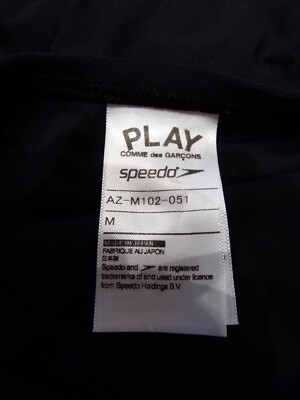 PLAY
COMME des GARÇONS
speedo
AZ-M102-051
M
MADE IN JAPAN
FABRIQUÉ AU JAPON
日本製
Speedo and are registered
trademarks of and used under licence
from Speedo Holdings B.V.